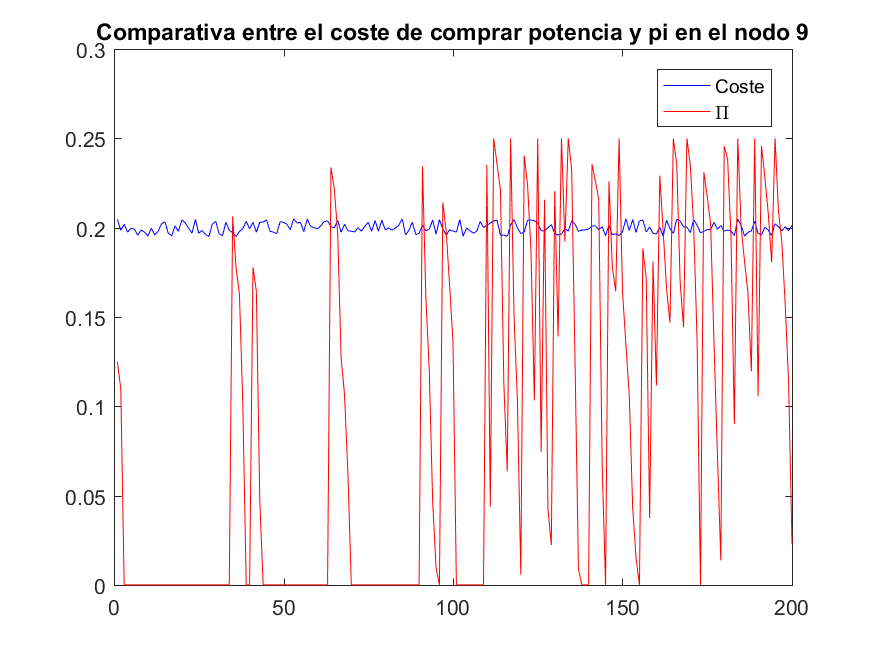 Comparativa entre el coste de comprar potencia y pi en el nodo 9
0.3
0.25
0.2
0.15
0.1
0.05
0
0 50 100 150 200
Coste
Π